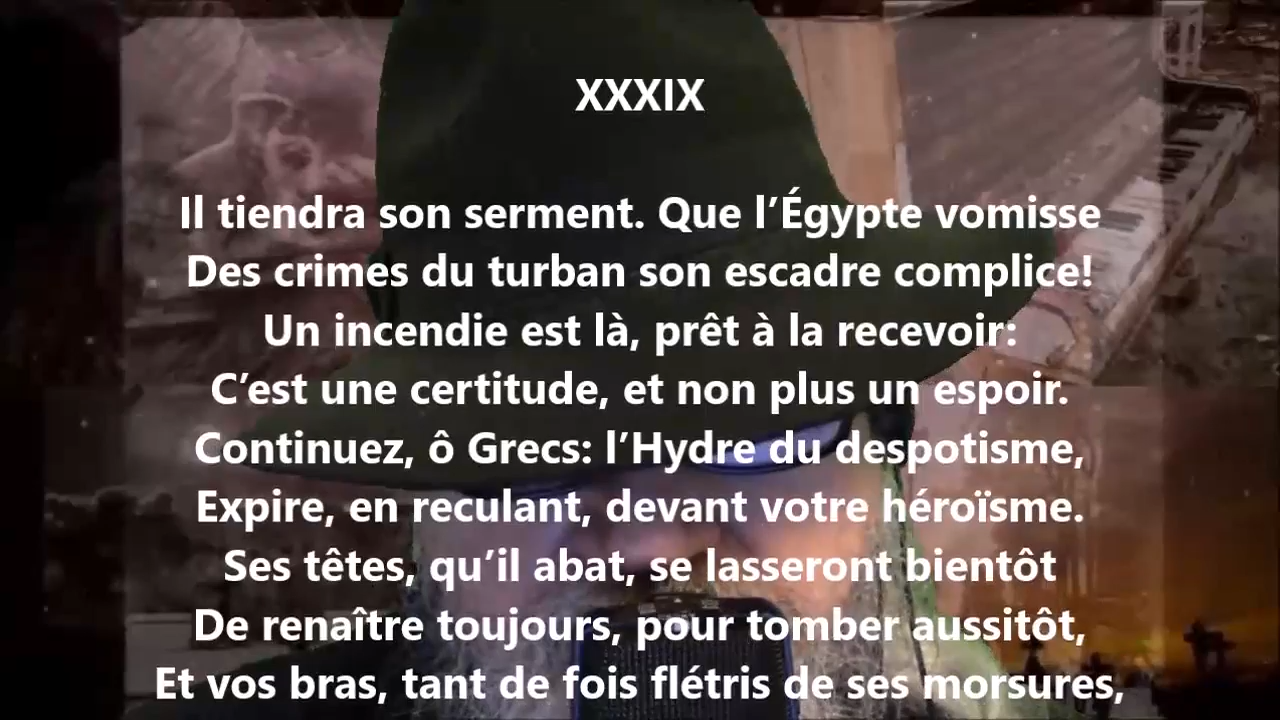 XXXIX
Il tiendra son serment. Que l’Égypte vomisse
Des crimes du turban son escadre complice!
Un incendie est là, prêt à la recevoir:
C’est une certitude, et non plus un espoir.
Continuez, ô Grecs: l’Hydre du despotisme,
Expire, en reculant, devant votre héroïsme.
Ses têtes, qu’il abat, se lasseront bientôt
De renaître toujours, pour tomber aussitôt,
Et vos bras, tant de fois flétris de ses morsures,